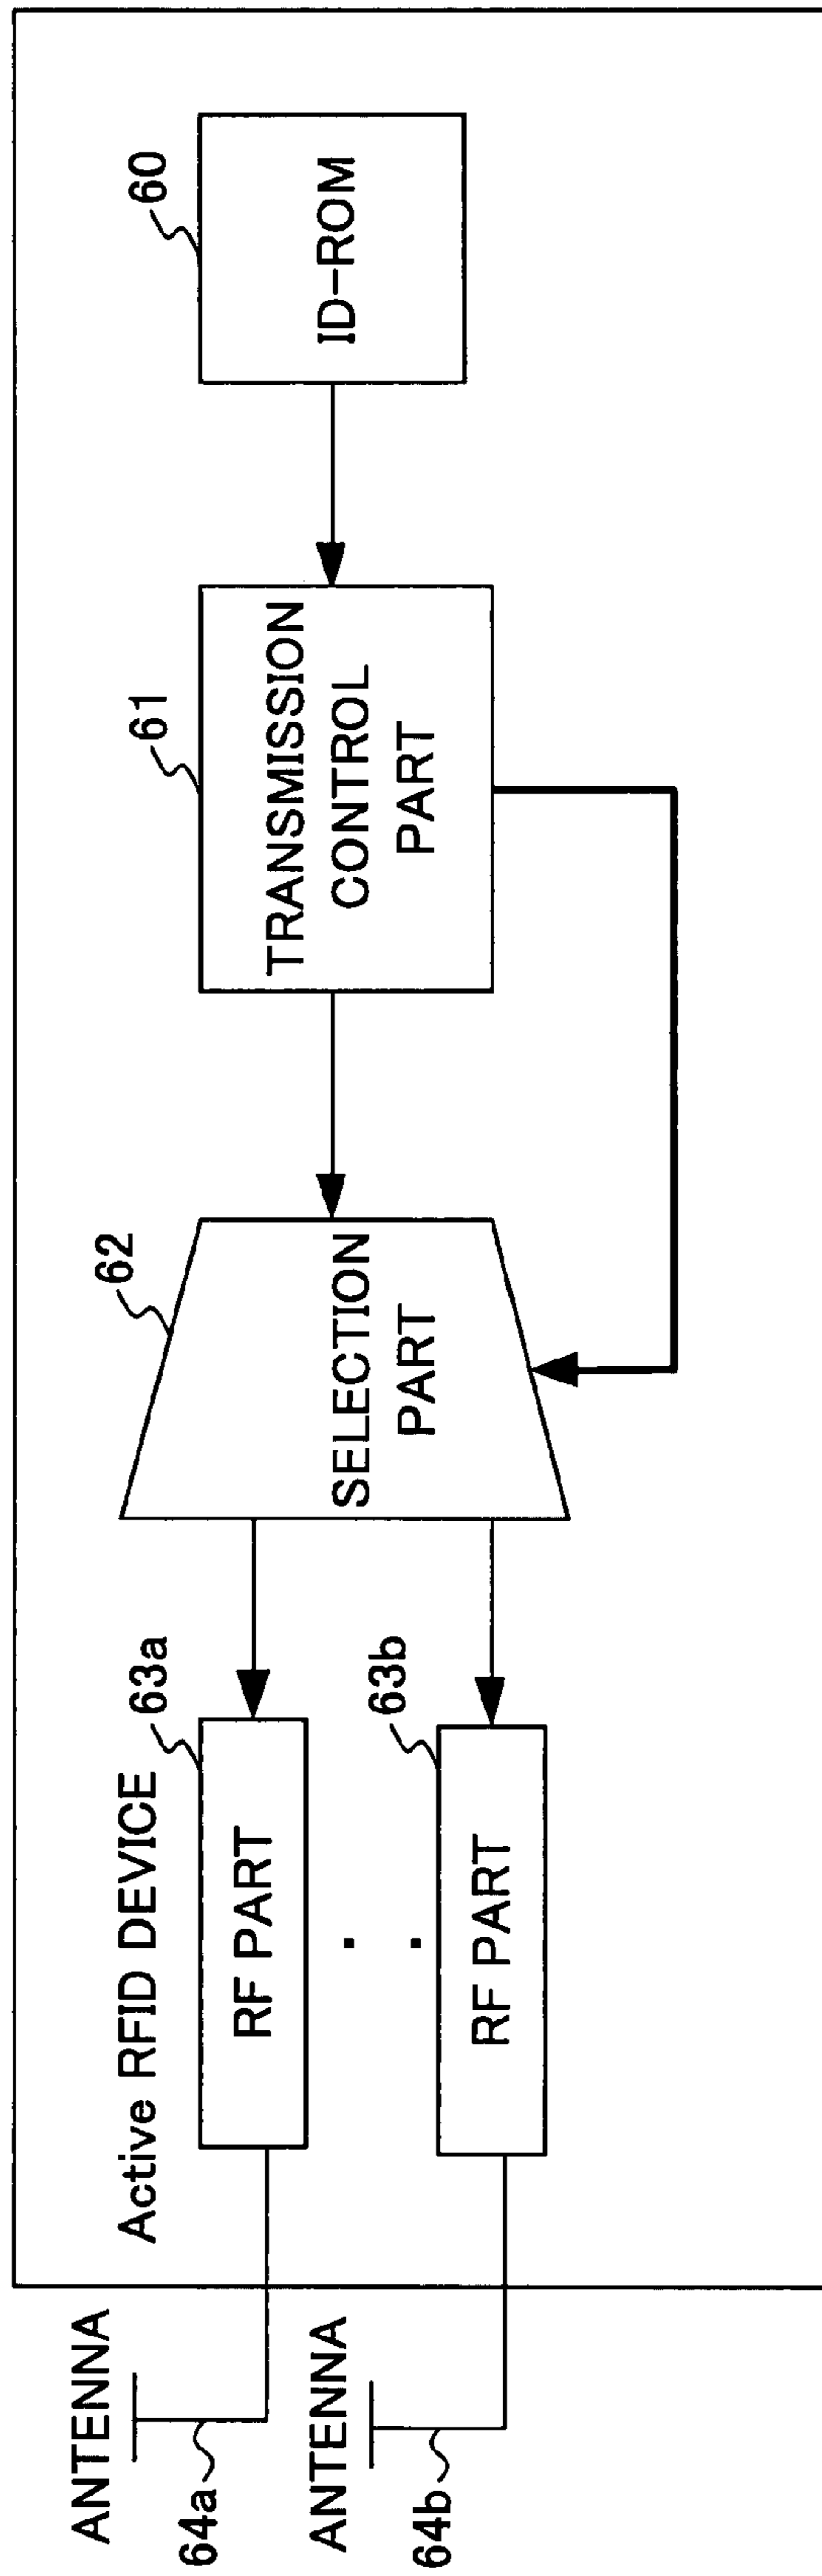 ANTENNA
64a
ANTENNA
64b
Active RFID DEVICE
63a
RF PART
. .
63b
RF PART
62
SELECTION
PART
61
TRANSMISSION
CONTROL
PART
60
ID-ROM